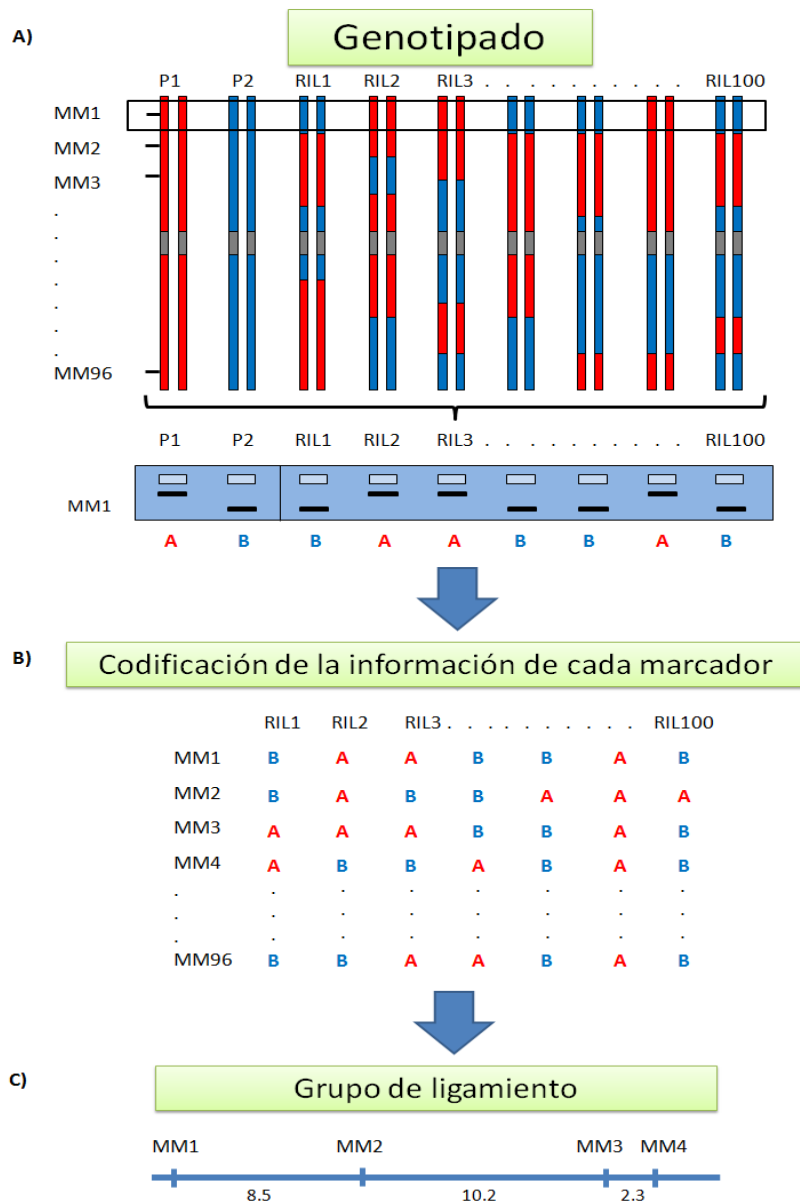 A)
Genotipado
P1 P2 RIL1 RIL2 RIL3 . . . . . . . . . . RIL100
MM1
MM2
MM3
.
.
.
.
.
.
MM96
P1 P2 RIL1 RIL2 RIL3 . . . . . . . . . . RIL100
MM1
A B B A A B B A B
B)
Codificación de la información de cada marcador
RIL1 RIL2 RIL3 . . . . . . . . . . RIL100
MM1 B A A B B A B
MM2 B A B B A A A
MM3 A A A B B A B
MM4 A B B A B A B
. . . . . . . .
. . . . . . . .
. . . . . . . .
MM96 B B A A B A B
C)
Grupo de ligamiento
MM1 MM2 MM3 MM4
8.5 10.2 2.3